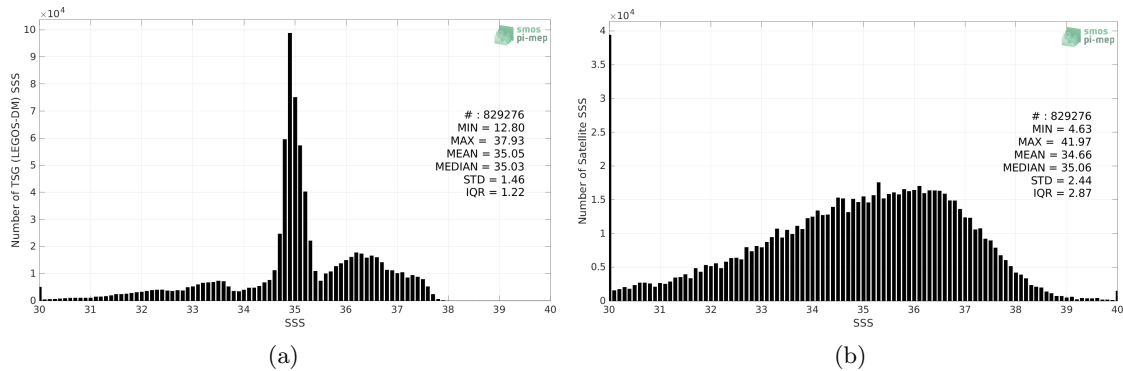 ×10⁴
smos
pi-mep
Number of TSG (LEGOS-DM) SSS
10
9
8
7
6
5
4
3
2
1
0
# : 829276
MIN = 12.80
MAX = 37.93
MEAN = 35.05
MEDIAN = 35.03
STD = 1.46
IQR = 1.22
30 31 32 33 34 35 36 37 38 39 40
SSS
(a)
×10⁴
smos
pi-mep
Number of Satellite SSS
4
3.5
3
2.5
2
1.5
1
0.5
0
# : 829276
MIN = 4.63
MAX = 41.97
MEAN = 34.66
MEDIAN = 35.06
STD = 2.44
IQR = 2.87
30 31 32 33 34 35 36 37 38 39 40
SSS
(b)